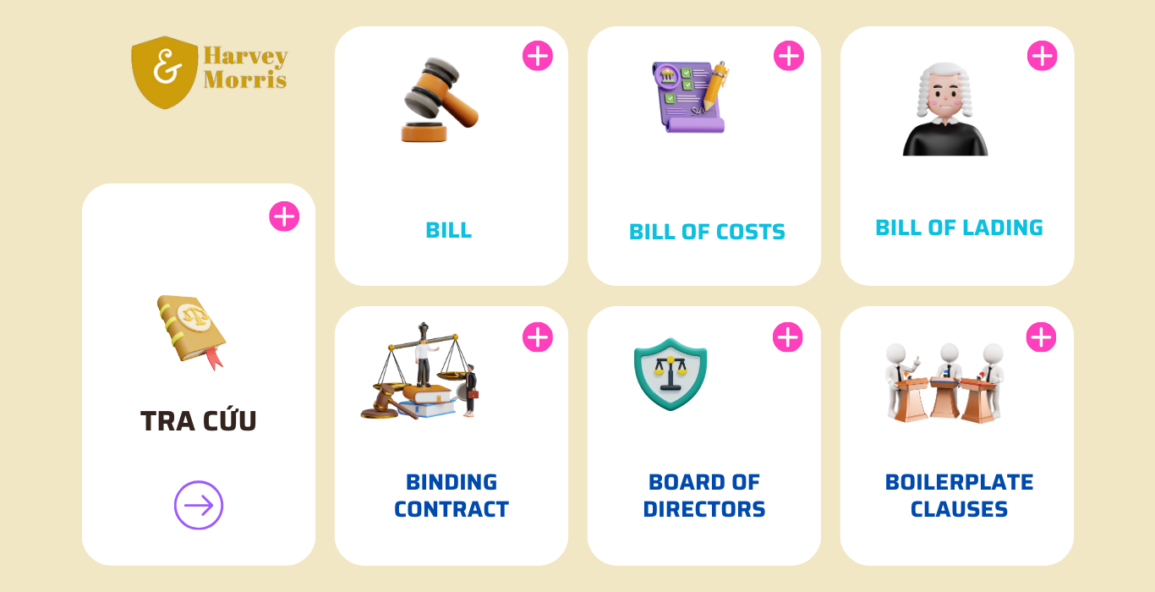 &
Harvey
Morris
BILL
BILL OF COSTS
BILL OF LADING
TRA CỨU
BINDING
CONTRACT
BOARD OF
DIRECTORS
BOILERPLATE
CLAUSES